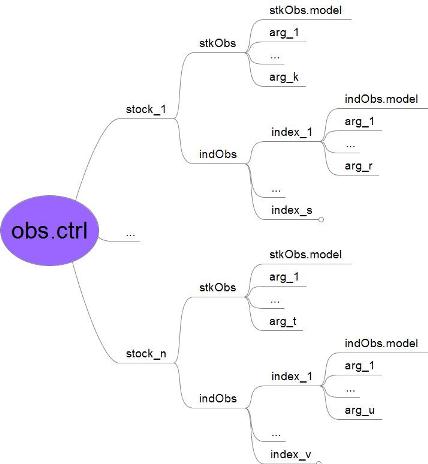 stkObs.model
arg_1
stkObs
...
arg_k
stock_1
indObs.model
arg_1
indObs
index_1
...
arg_r
...
index_s
obs.ctrl
...
stkObs.model
arg_1
stkObs
...
arg_t
stock_n
indObs.model
arg_1
index_1
...
indObs
arg_u
...
index_v